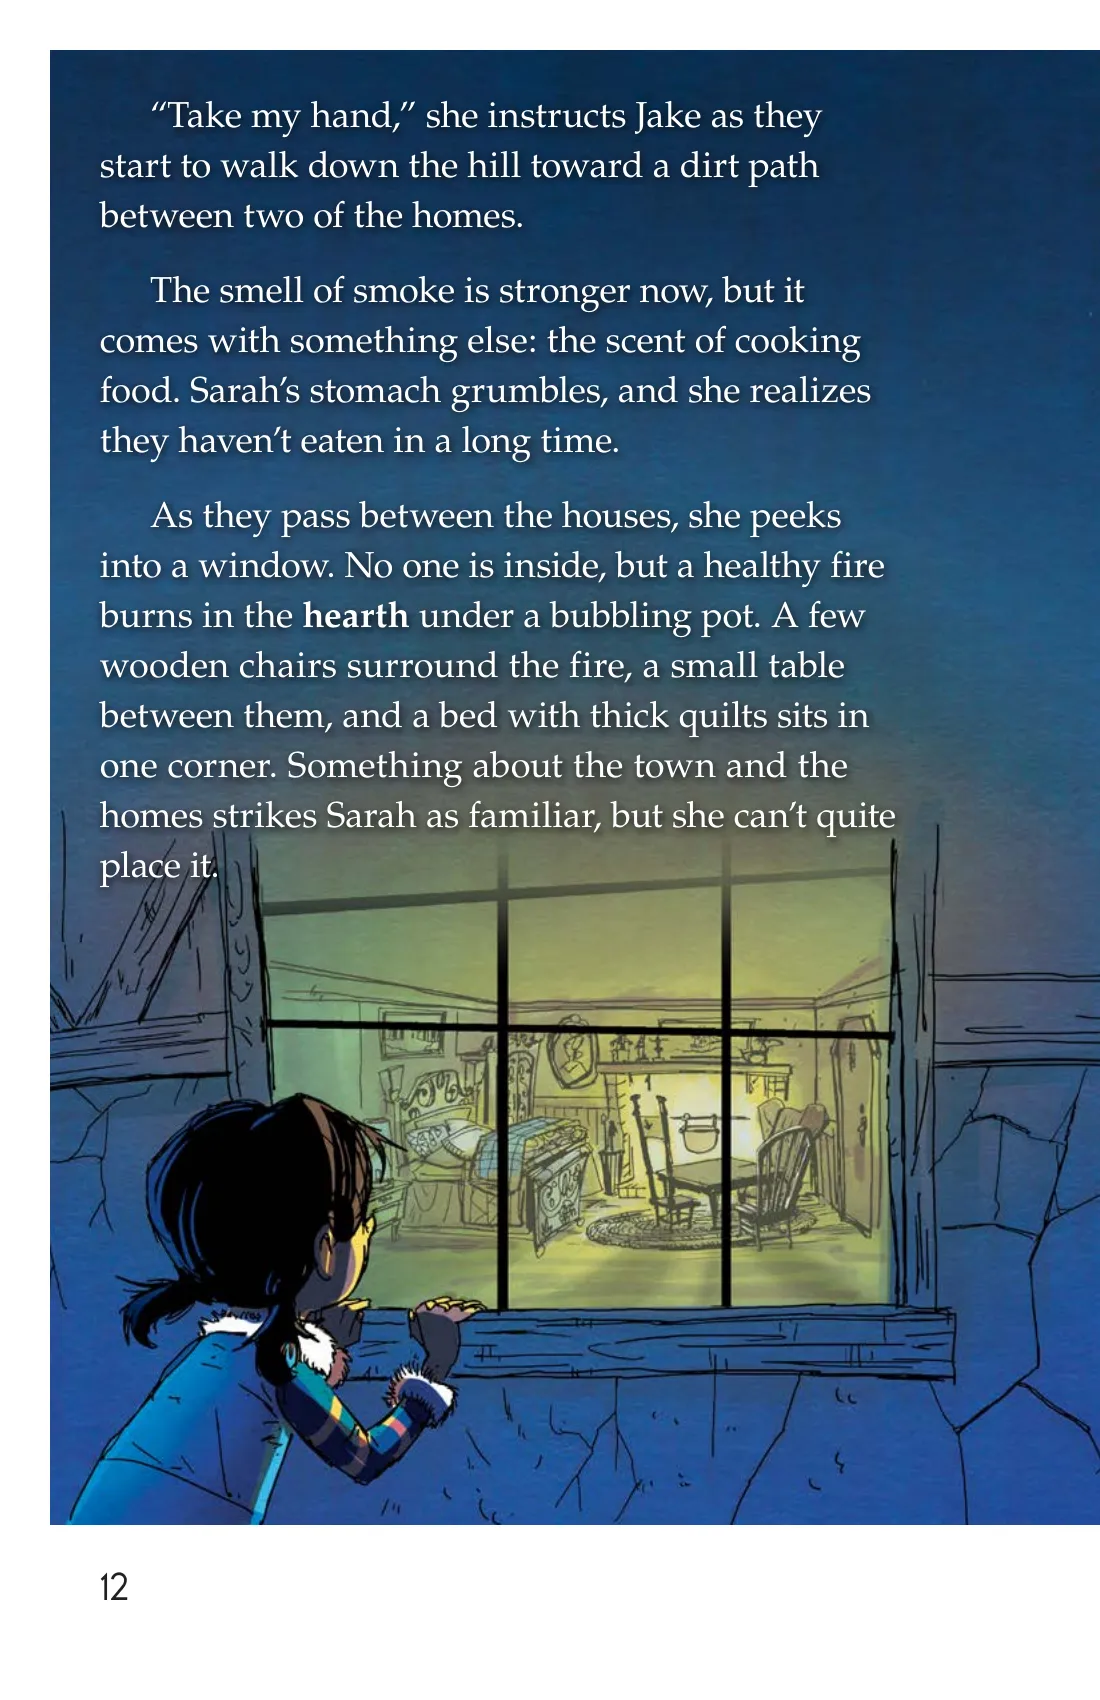 “Take my hand,” she instructs Jake as they
start to walk down the hill toward a dirt path
between two of the homes.
The smell of smoke is stronger now, but it
comes with something else: the scent of cooking
food. Sarah’s stomach grumbles, and she realizes
they haven’t eaten in a long time.
As they pass between the houses, she peeks
into a window. No one is inside, but a healthy fire
burns in the hearth under a bubbling pot. A few
wooden chairs surround the fire, a small table
between them, and a bed with thick quilts sits in
one corner. Something about the town and the
homes strikes Sarah as familiar, but she can’t quite
place it.
12